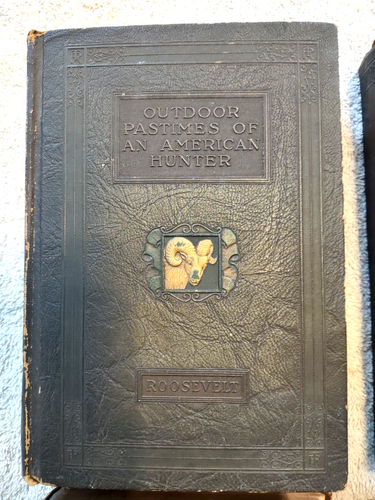 OUTDOOR
PASTIMES OF
AN AMERICAN
HUNTER
ROOSEVELT